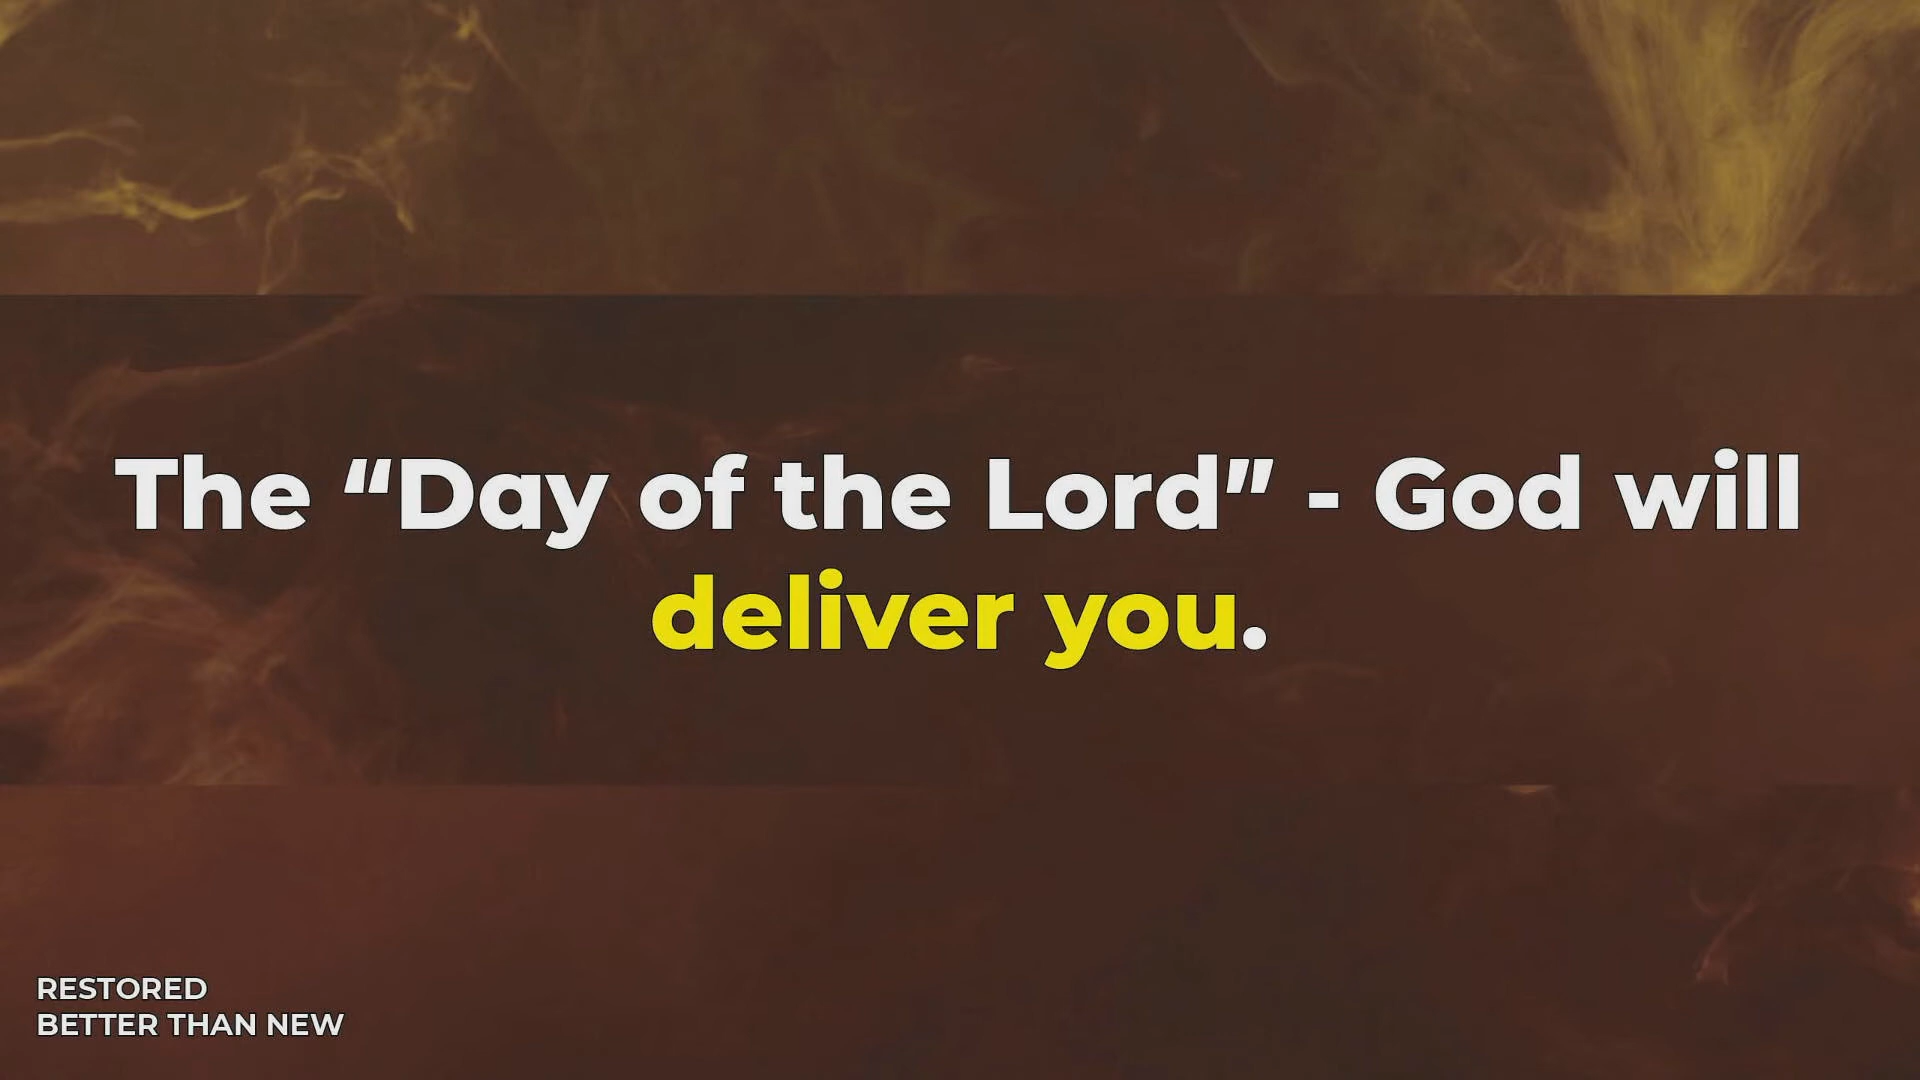 The “Day of the Lord” - God will
deliver you.
RESTORED
BETTER THAN NEW